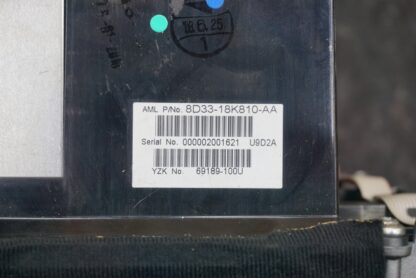 1
AML P/No. 8D33-18K810-AA
Serial No. 000002001621 U9D2A
YZK No. 69189-100U